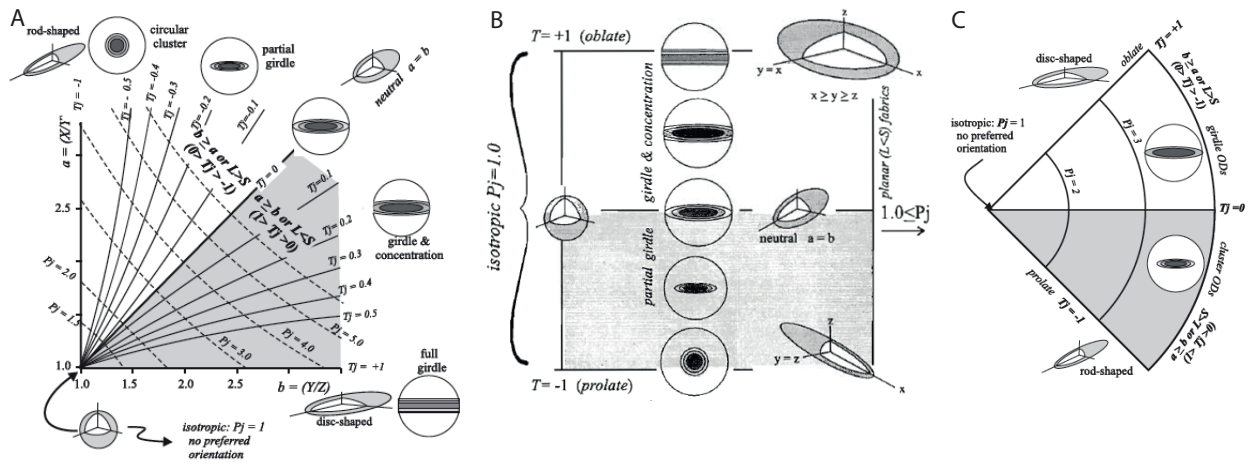 A
rod-shaped
circular
cluster
partial
girdle
neutral a = b
Tj = -1
Tj = - 0.5
Tj = -0.4
Tj = -0.3
Tj = -0.2
Tj = -0.1
b ≥ a or L>S
(0> Tj > -1)
Tj = 0
a ≥ b or L<S
(1> Tj >0)
Tj = 0.1
Tj = 0.2
Tj = 0.3
Tj = 0.4
Tj = 0.5
Tj = +1
a = (X/Y
2.5
1.0
Pj = 2.0
Pj = 1.5
Pj = 3.0
Pj = 4.0
Pj = 5.0
1.0
1.5
2.0
2.5
b = (Y/Z)
girdle &
concentration
full
girdle
disc-shaped
isotropic: Pj = 1
no preferred
orientation
B
T = +1 (oblate)
isotropic Pj=1.0
girdle & concentration
partial girdle
T = -1 (prolate)
z
y = x
x
x ≥ y ≥ z
neutral a = b
z
y = z
x
planar (L<S) fabrics
1.0≤Pj
C
disc-shaped
oblate
Tj = +1
b ≥ a or L>S
(0> Tj > -1)
isotropic: Pj = 1
no preferred
orientation
Pj = 3
Pj = 2
girdle ODs
Tj =0
cluster ODs
prolate Tj = -1
a ≥ b or L<S
(1> Tj >0)
rod-shaped